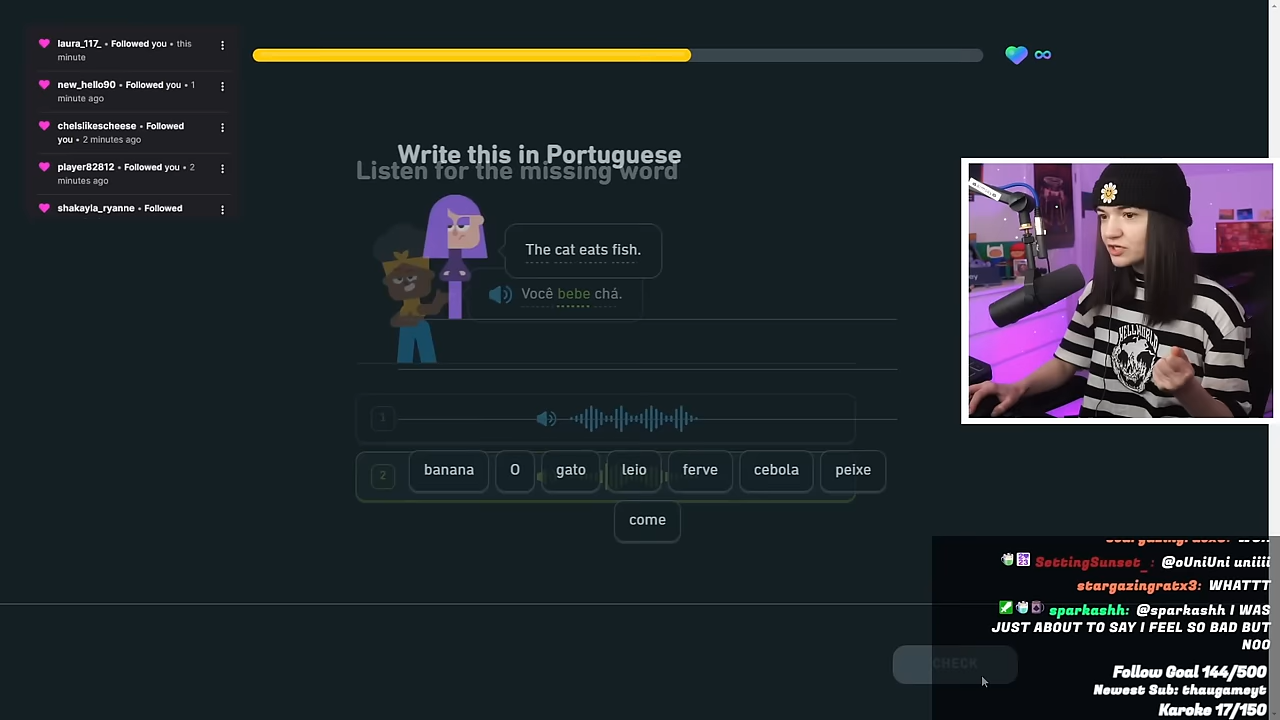 laura_117_ • Followed you • this
minute
new_hello90 • Followed you • 1
minute ago
chelslikescheese • Followed
you • 2 minutes ago
player82812 • Followed you • 2
minutes ago
shakayla_ryanne • Followed
Write this in Portuguese
Listen for the missing word
The cat eats fish.
Você bebe chá.
1
2
banana O gato leio ferve cebola peixe
come
CHECK
HELLWORLD
SettingSunset_: @oUniUni uniiii
stargazingratx3: WHATTT
sparkashh: @sparkashh I WAS
JUST ABOUT TO SAY I FEEL SO BAD BUT
NOO
Follow Goal 144/500
Newest Sub: thaugameyt
Karoke 17/150